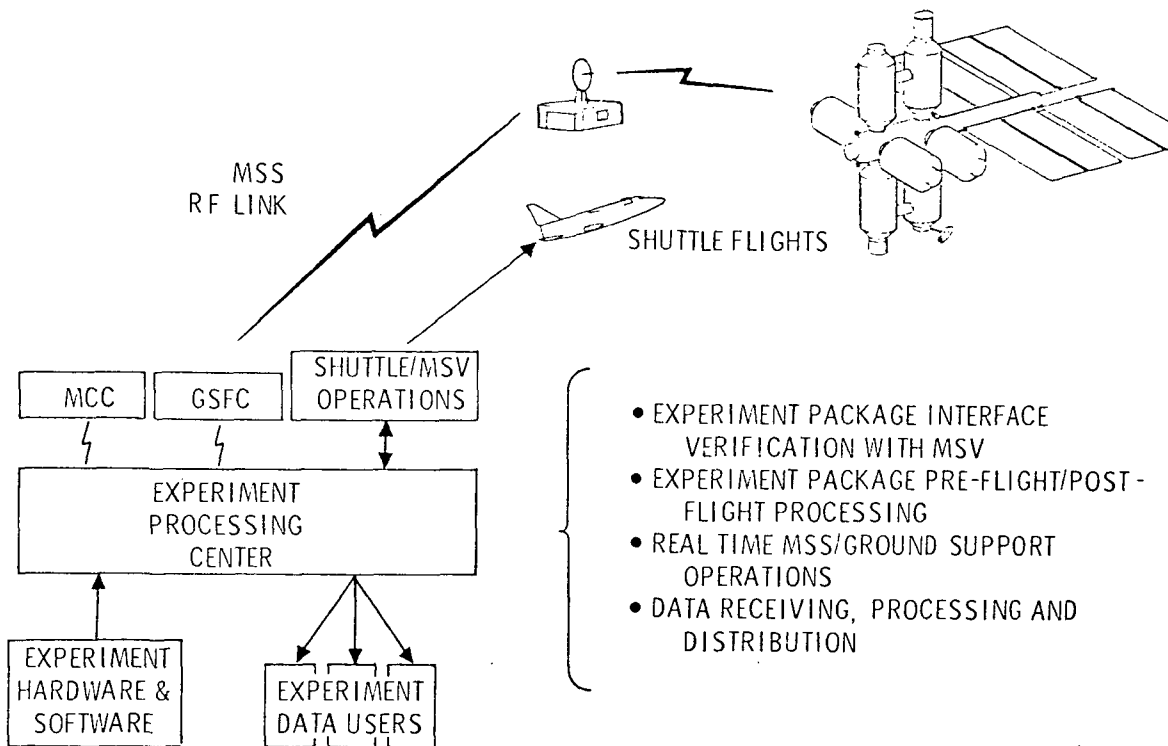 MSS
RF LINK
SHUTTLE FLIGHTS
MCC
GSFC
SHUTTLE/MSV
OPERATIONS
EXPERIMENT
PROCESSING
CENTER
EXPERIMENT
HARDWARE &
SOFTWARE
EXPERIMENT
DATA USERS
• EXPERIMENT PACKAGE INTERFACE
VERIFICATION WITH MSV
• EXPERIMENT PACKAGE PRE-FLIGHT/POST-
FLIGHT PROCESSING
• REAL TIME MSS/GROUND SUPPORT
OPERATIONS
• DATA RECEIVING, PROCESSING AND
DISTRIBUTION